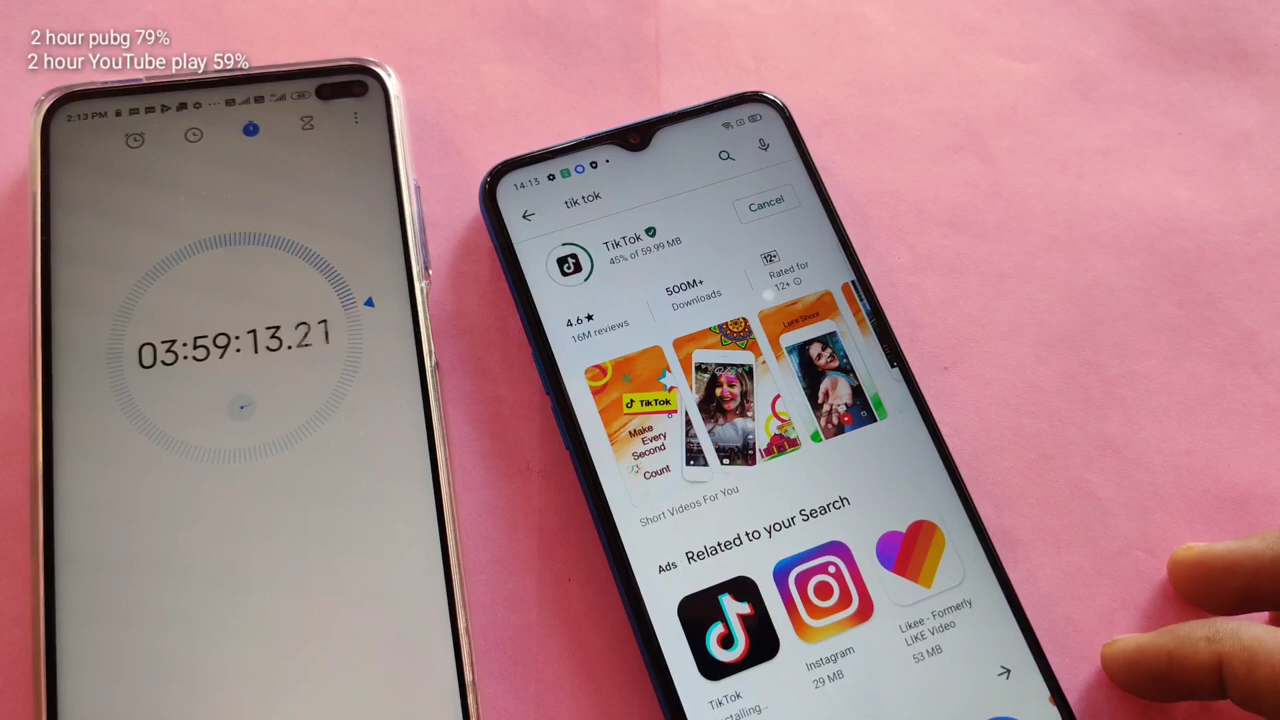 2 hour pubg 79%
2 hour YouTube play 59%
2:13 PM
03:59:13.21
14:13
tik tok
Cancel
TikTok
45% of 59.99 MB
4.6★
16M reviews
500M+
Downloads
12+
Rated for
12+
TikTok
Make
Every
Second
Count
Let's Shoot
Short Videos For You
Ads · Related to your Search
TikTok
Installing...
Instagram
29 MB
Likee - Formerly
LiKE Video
53 MB